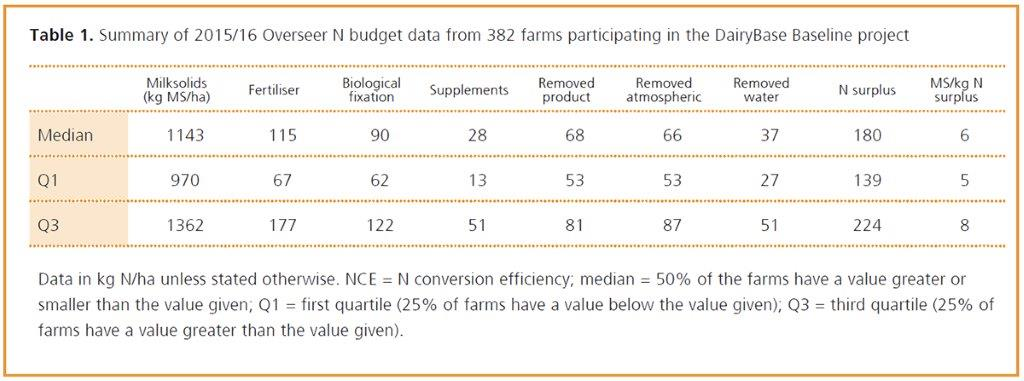 Table 1. Summary of 2015/16 Overseer N budget data from 382 farms participating in the DairyBase Baseline project
Milksolids (kg MS/ha) Fertiliser Biological fixation Supplements Removed product Removed atmospheric Removed water N surplus MS/kg N surplus
Median 1143 115 90 28 68 66 37 180 6
Q1 970 67 62 13 53 53 27 139 5
Q3 1362 177 122 51 81 87 51 224 8
Data in kg N/ha unless stated otherwise. NCE = N conversion efficiency; median = 50% of the farms have a value greater or
smaller than the value given; Q1 = first quartile (25% of farms have a value below the value given); Q3 = third quartile (25% of
farms have a value greater than the value given).